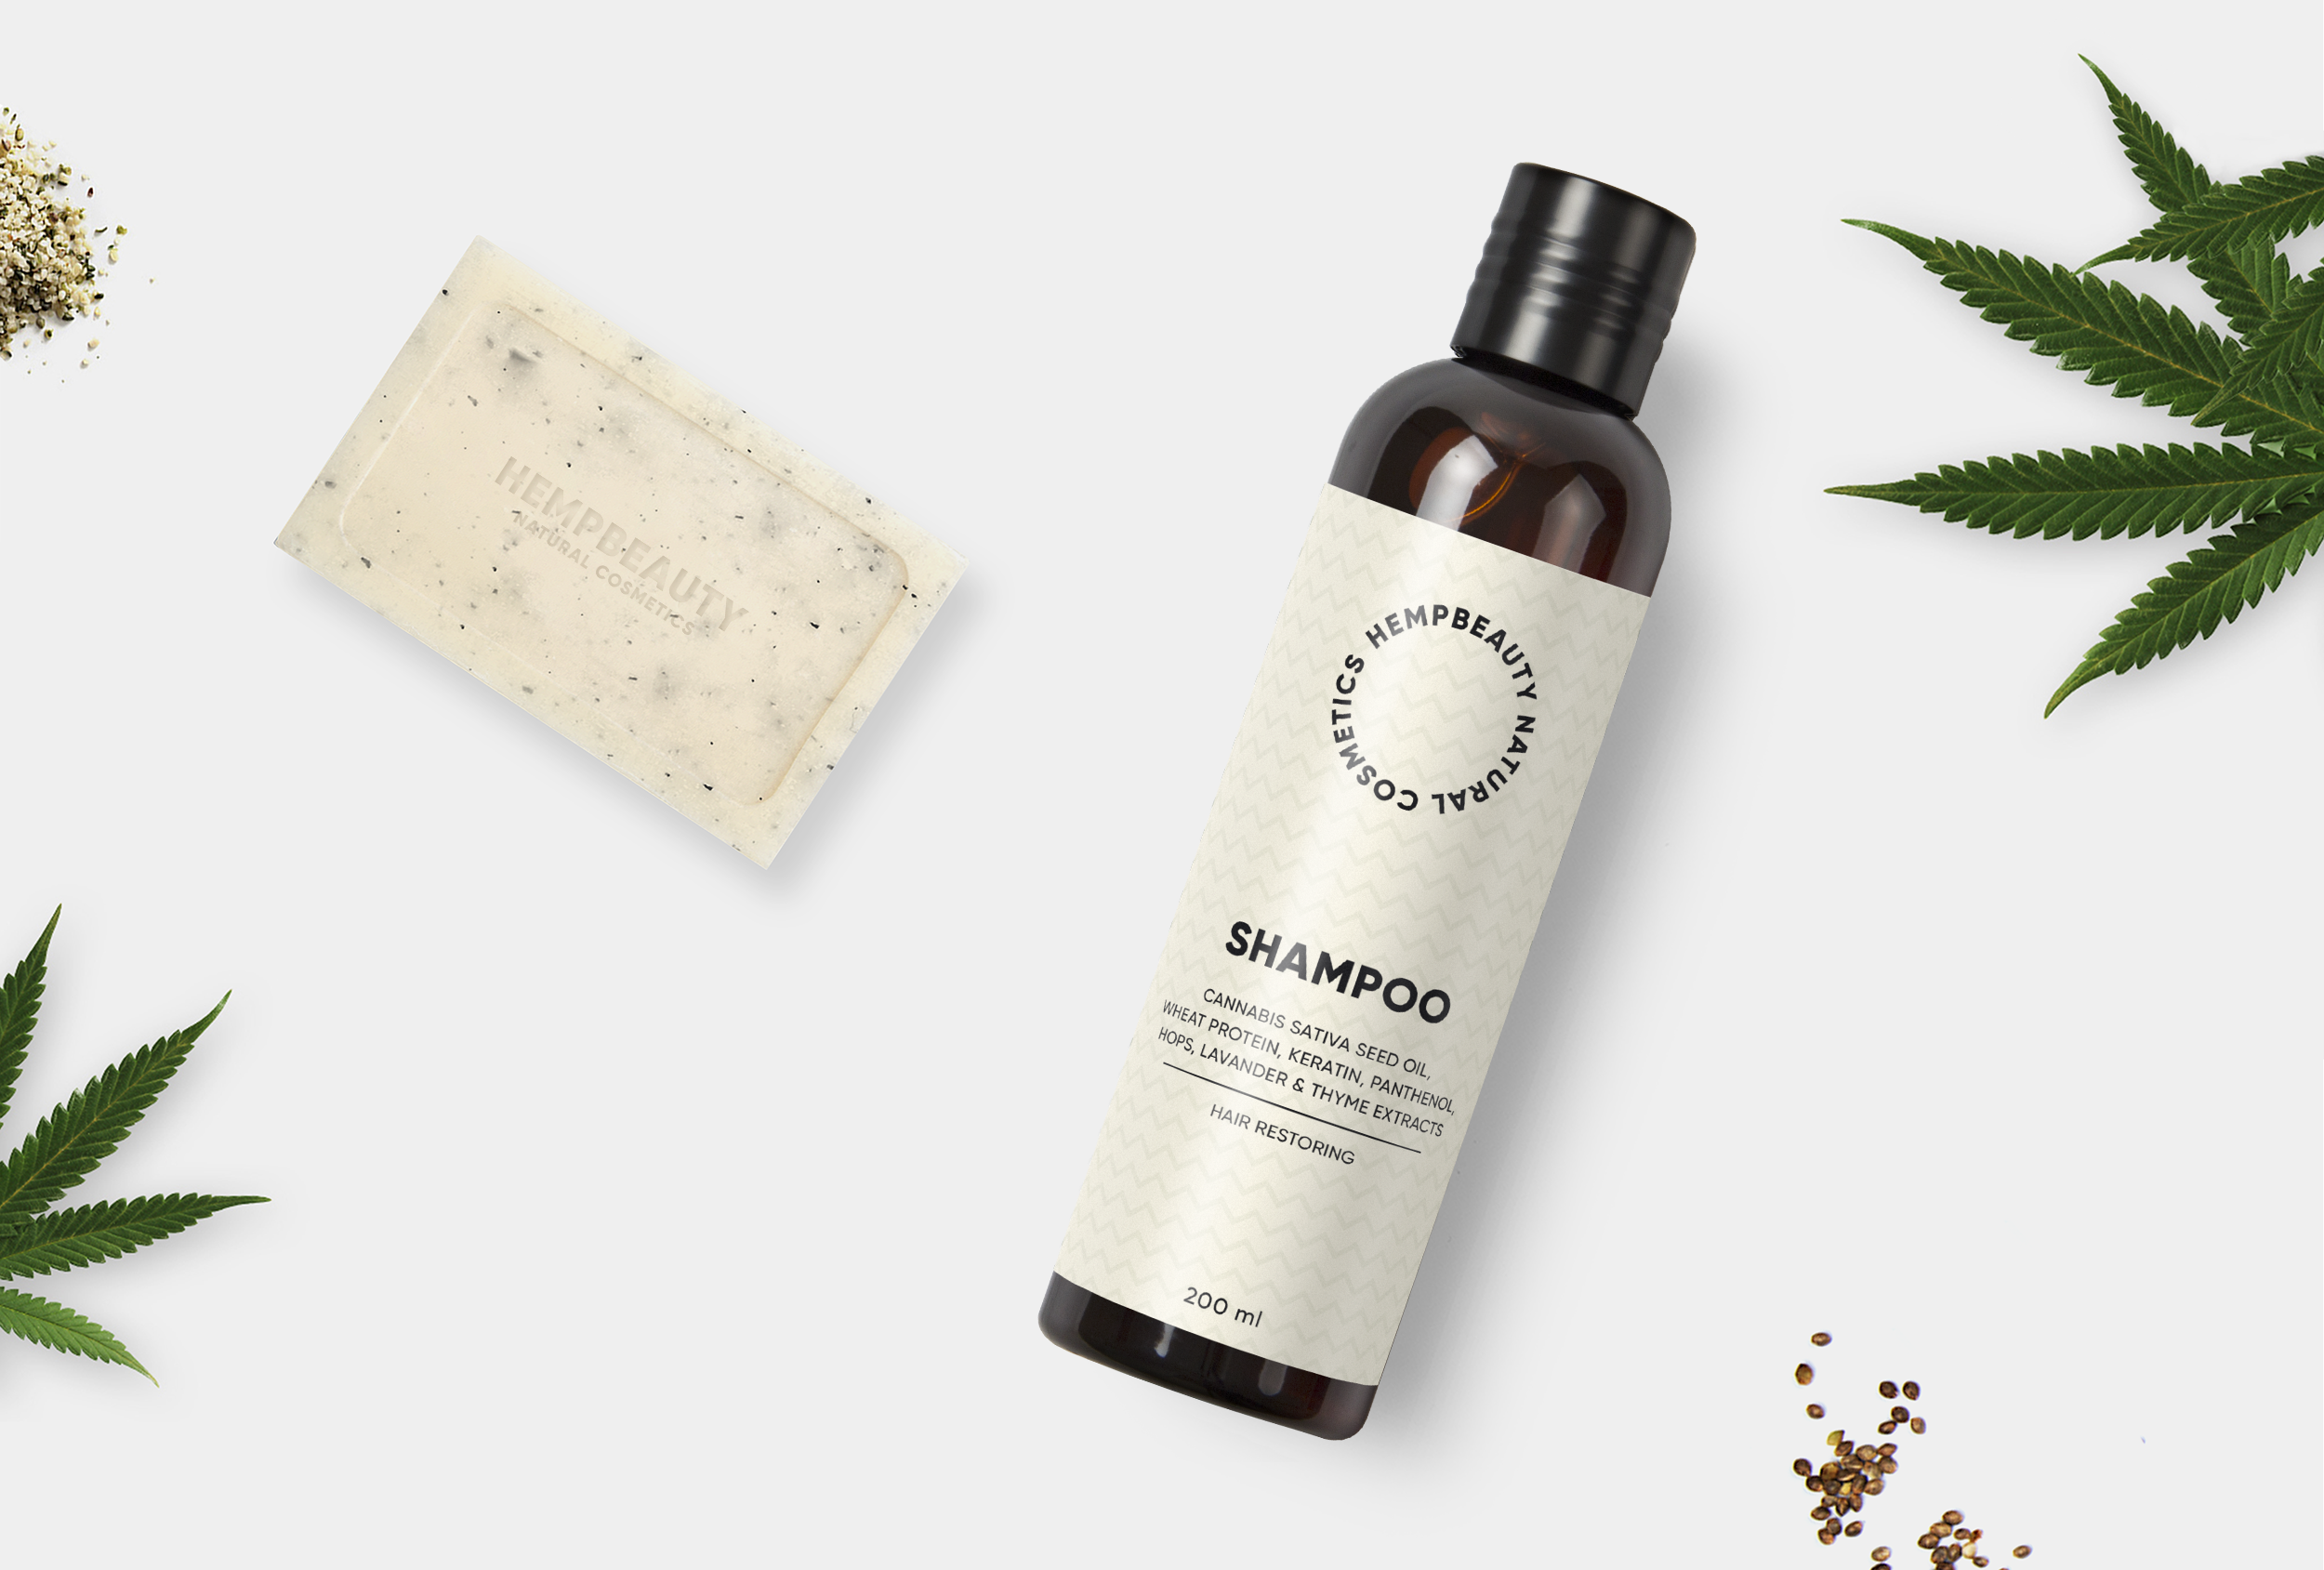 HEMPBEAUTY
NATURAL COSMETICS
HEMPBEAUTY NATURAL COSMETICS
SHAMPOO
CANNABIS SATIVA SEED OIL,
WHEAT PROTEIN, KERATIN, PANTHENOL,
HOPS, LAVANDER & THYME EXTRACTS
HAIR RESTORING
200 ml